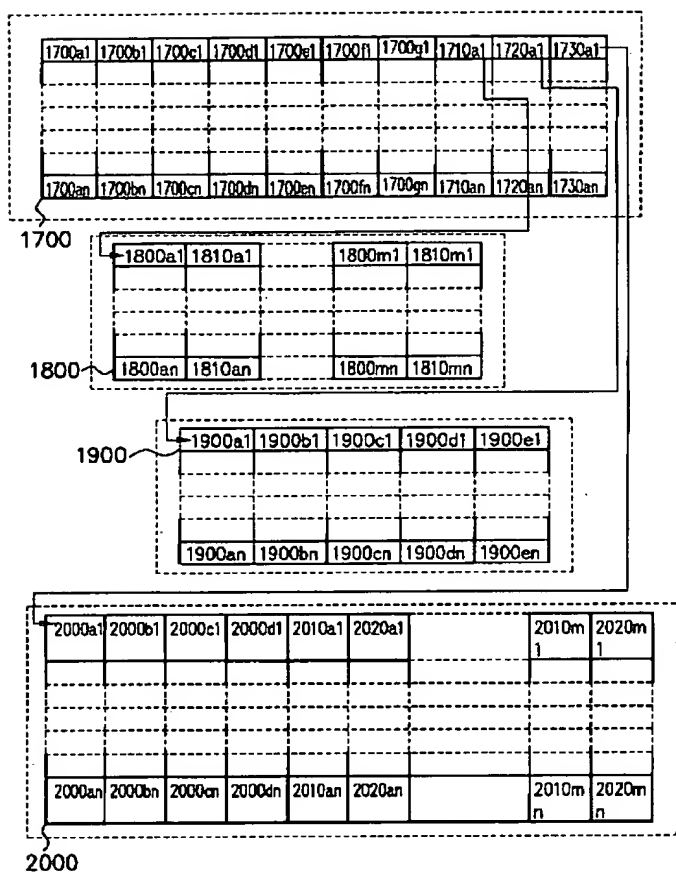 1700a1 1700b1 1700c1 1700d1 1700e1 1700f1 1700g1 1710a1 1720a1 1730a1
1700an 1700bn 1700cn 1700dn 1700en 1700fn 1700gn 1710an 1720an 1730an
1700
1800a1 1810a1 1800m1 1810m1
1800 1800an 1810an 1800mn 1810mn
1900a1 1900b1 1900c1 1900d1 1900e1
1900
1900an 1900bn 1900cn 1900dn 1900en
2000a1 2000b1 2000c1 2000d1 2010a1 2020a1 2010m 2020m
1 1
2000an 2000bn 2000cn 2000dn 2010an 2020an 2010m 2020m
n n
2000